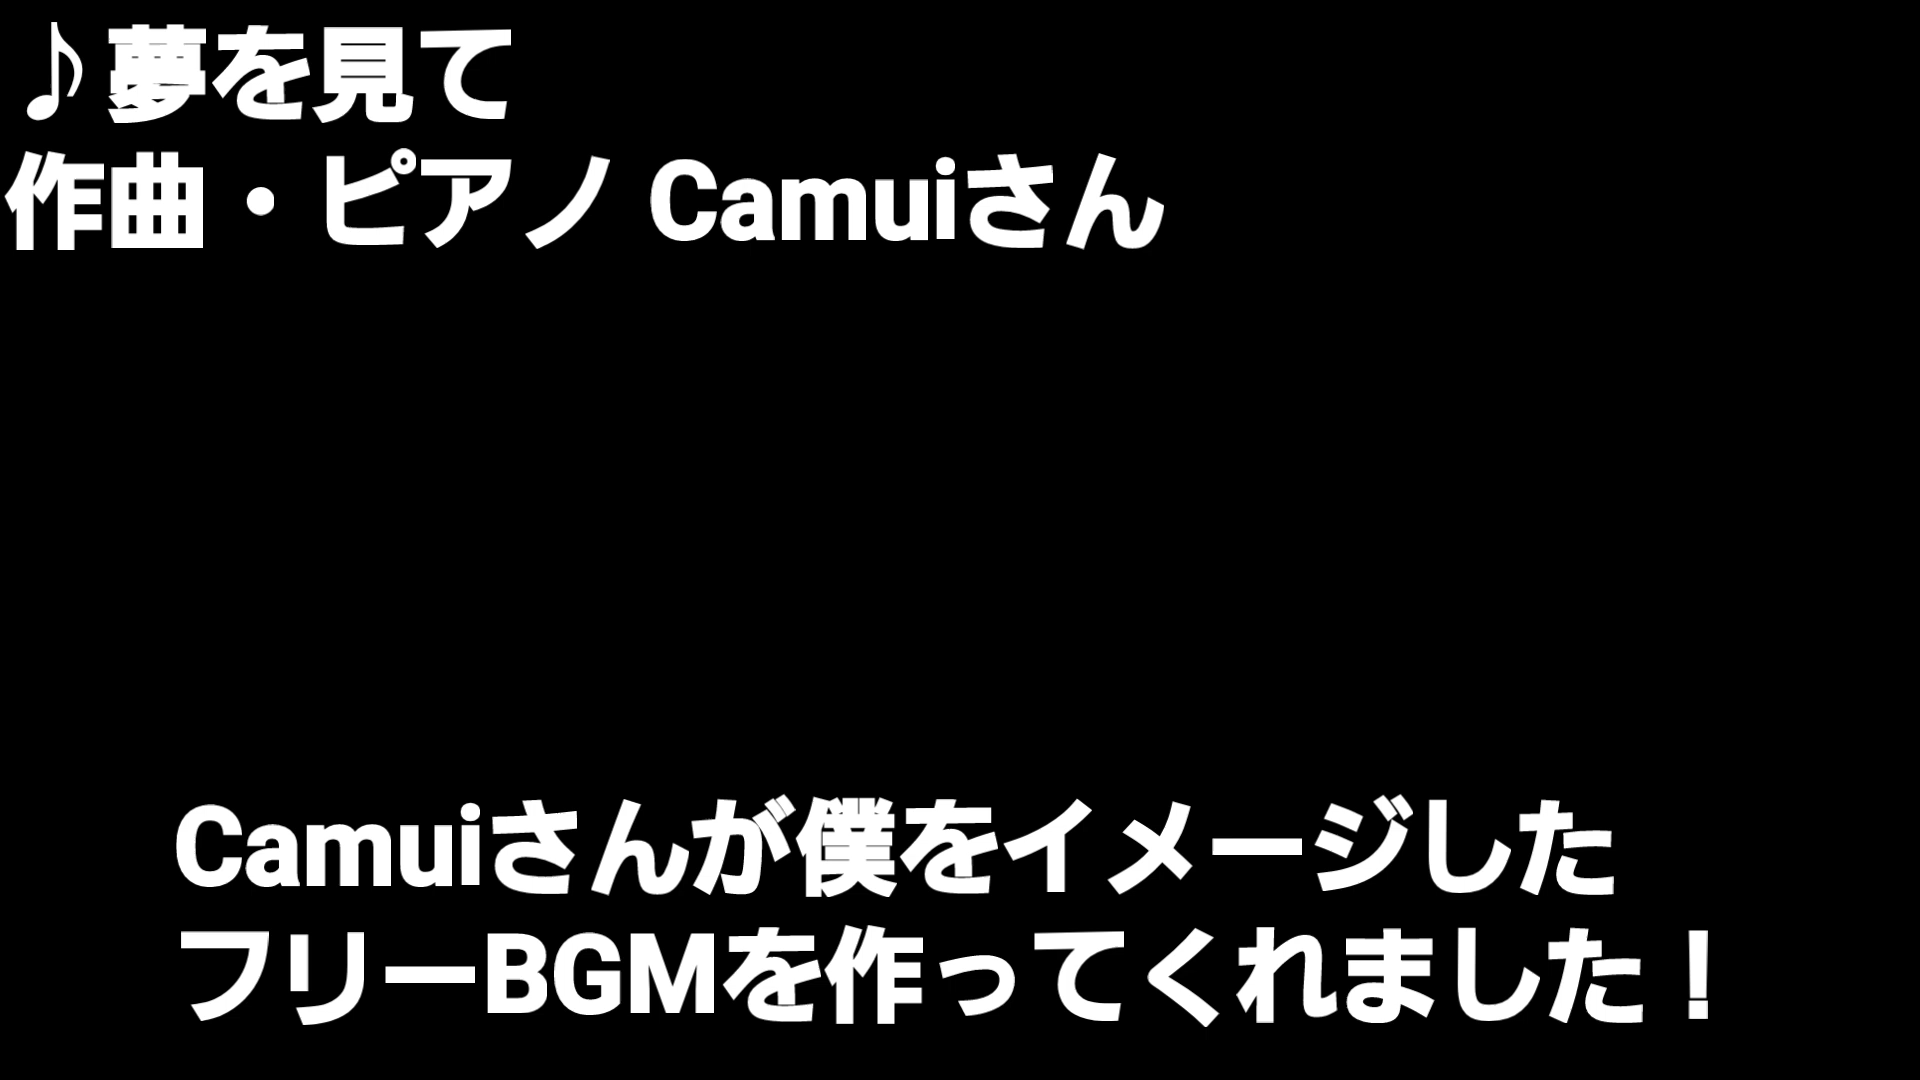 ♪夢を見て
作曲・ピアノ Camuiさん
Camuiさんが僕をイメージした
フリーBGMを作ってくれました！